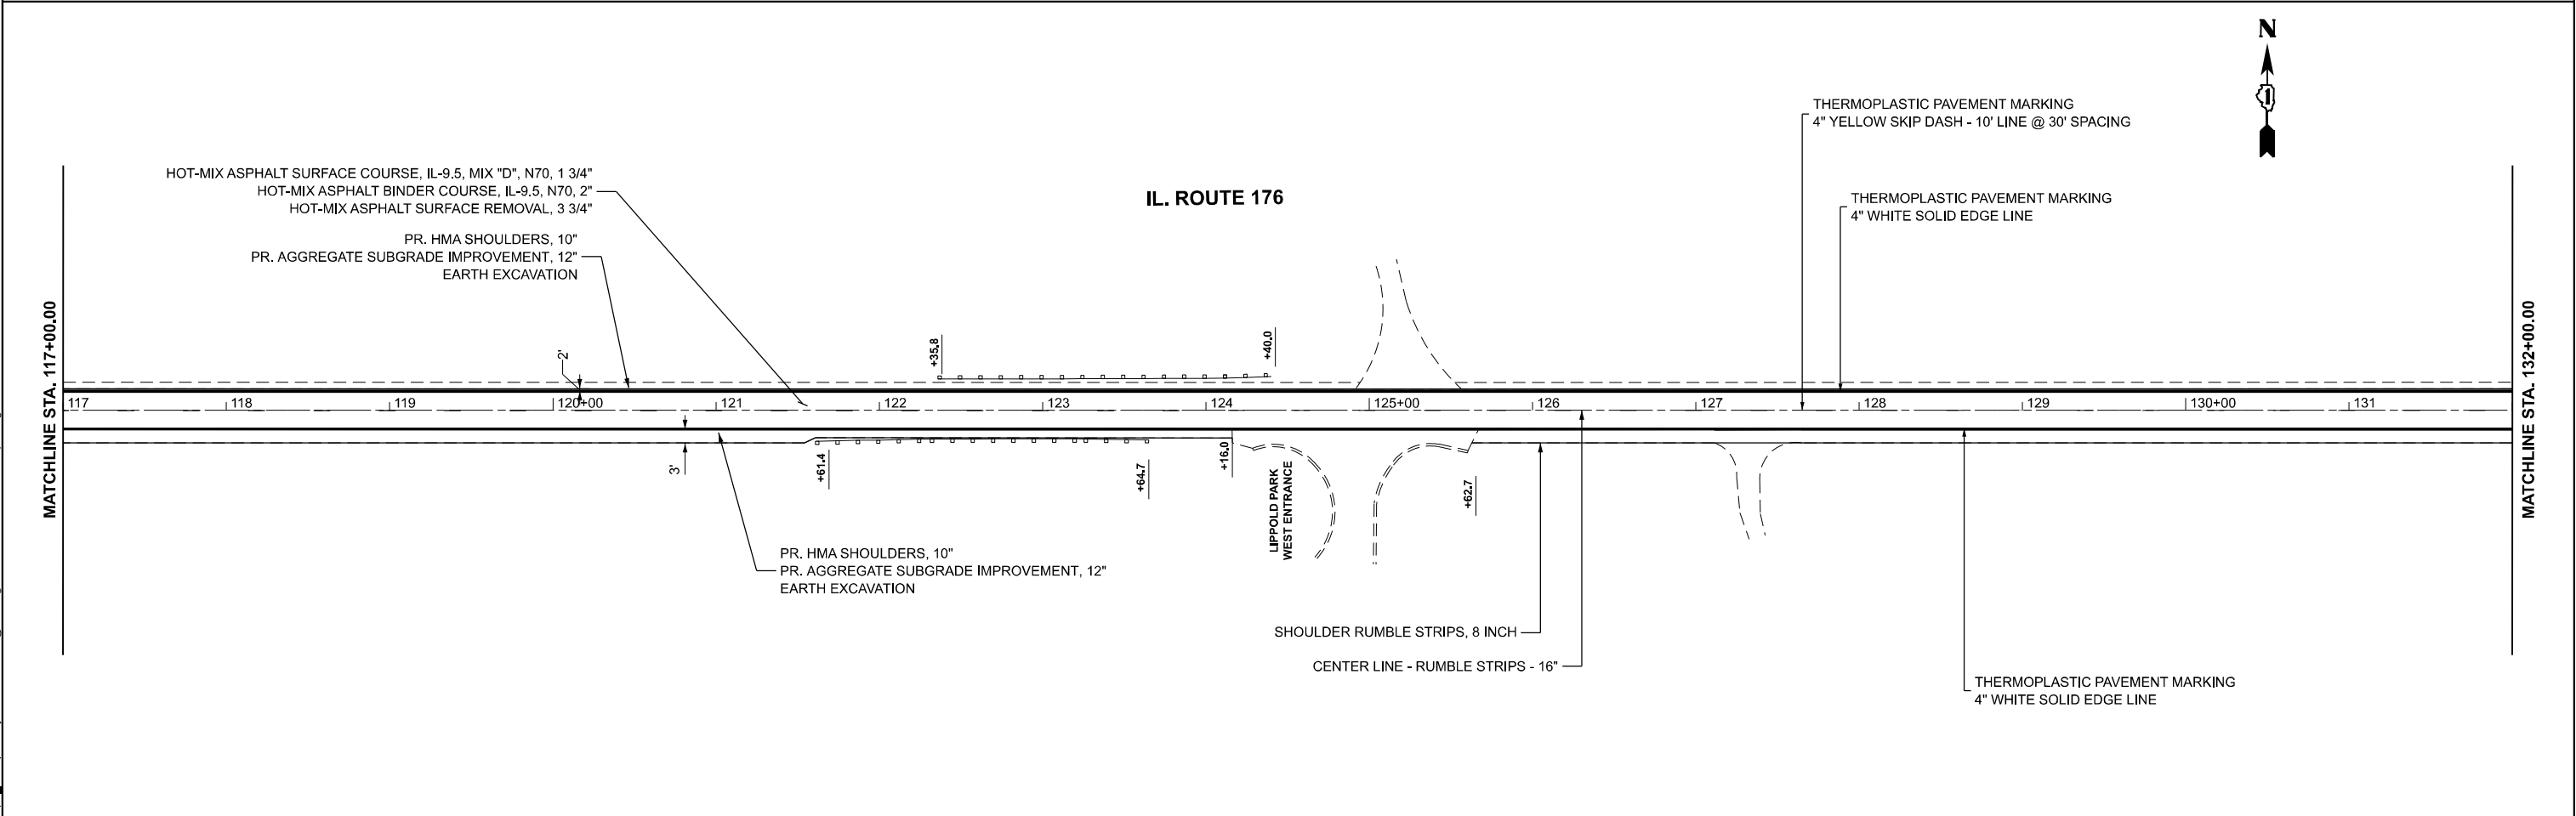 N
THERMOPLASTIC PAVEMENT MARKING
4" YELLOW SKIP DASH - 10' LINE @ 30' SPACING
HOT-MIX ASPHALT SURFACE COURSE, IL-9.5, MIX "D", N70, 1 3/4"
HOT-MIX ASPHALT BINDER COURSE, IL-9.5, N70, 2"
HOT-MIX ASPHALT SURFACE REMOVAL, 3 3/4"
IL. ROUTE 176
THERMOPLASTIC PAVEMENT MARKING
4" WHITE SOLID EDGE LINE
PR. HMA SHOULDERS, 10"
PR. AGGREGATE SUBGRADE IMPROVEMENT, 12"
EARTH EXCAVATION
MATCHLINE STA. 117+00.00
2'
+35.8
+40.0
MATCHLINE STA. 132+00.00
117 118 119 120+00 121 122 123 124 125+00 126 127 128 129 130+00 131
3'
+61.4
+64.7
+16.0
LIPPOLD PARK
WEST ENTRANCE
+62.7
PR. HMA SHOULDERS, 10"
PR. AGGREGATE SUBGRADE IMPROVEMENT, 12"
EARTH EXCAVATION
SHOULDER RUMBLE STRIPS, 8 INCH
CENTER LINE - RUMBLE STRIPS - 16"
THERMOPLASTIC PAVEMENT MARKING
4" WHITE SOLID EDGE LINE